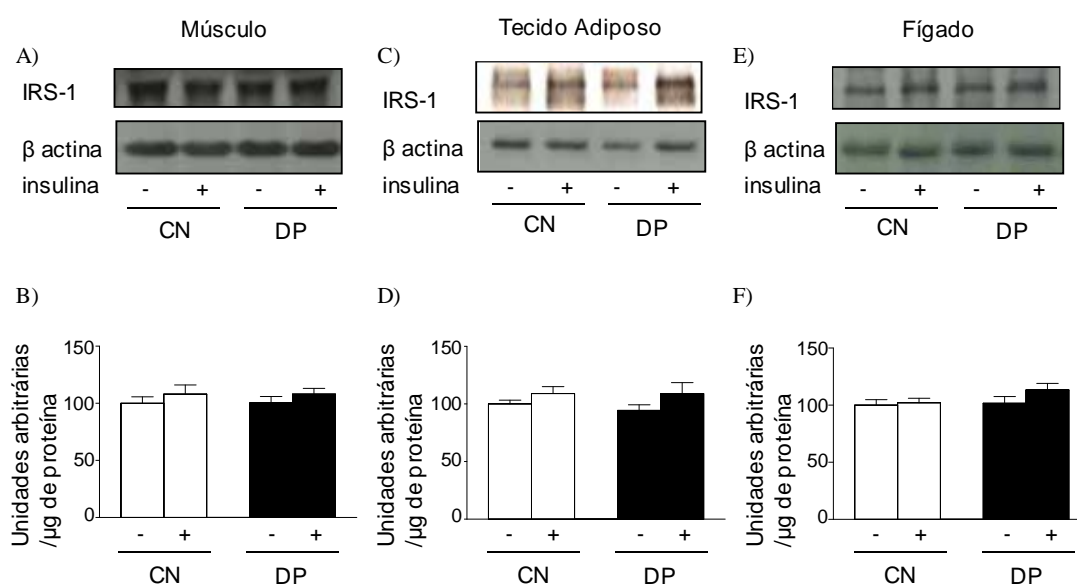 Músculo
Tecido Adiposo
Fígado
A)
IRS-1
β actina
insulina
- + - +
CN DP
C)
IRS-1
β actina
insulina
- + - +
CN DP
E)
IRS-1
β actina
insulina
- + - +
CN DP
B)
Unidades arbitrárias
/μg de proteína
150
100
50
0
- + - +
CN DP
D)
Unidades arbitrárias
/μg de proteína
150
100
50
0
- + - +
CN DP
F)
Unidades arbitrárias
/μg de proteína
150
100
50
0
- + - +
CN DP